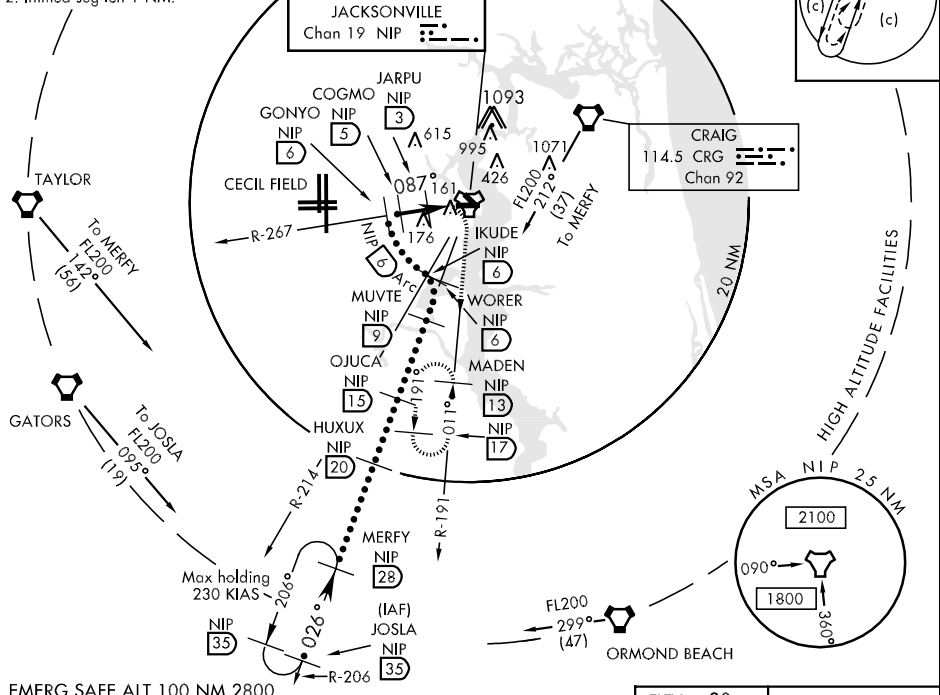 2. Inmed seg len 4 NM.
JACKSONVILLE
Chan 19 NIP
(c)
(c)
JARPU
NIP
3
COGMO
NIP
5
GONYO
NIP
6
615
1093
995
426
1071
CRAIG
114.5 CRG
Chan 92
TAYLOR
CECIL FIELD
087°
161
176
FL200
212°
(37)
To MERFY
R-267
NIP
6
Arc
IKUDE
NIP
6
To MERFY
FL200
142°
(56)
20 NM
MUVTE
NIP
9
WORER
NIP
6
HIGH ALTITUDE FACILITIES
OJUCA
NIP
15
191°
011°
MADEN
NIP
13
GATORS
To JOSLA
FL200
095°
(19)
HUXUX
NIP
20
NIP
17
R-214
R-191
MSA NIP 25 NM
2100
090°
1800
360°
MERFY
NIP
28
Max holding
230 KIAS
206°
026°
(IAF)
JOSLA
NIP
35
NIP
35
R-206
FL200
299°
(47)
ORMOND BEACH
EMERG SAFE ALT 100 NM 2800